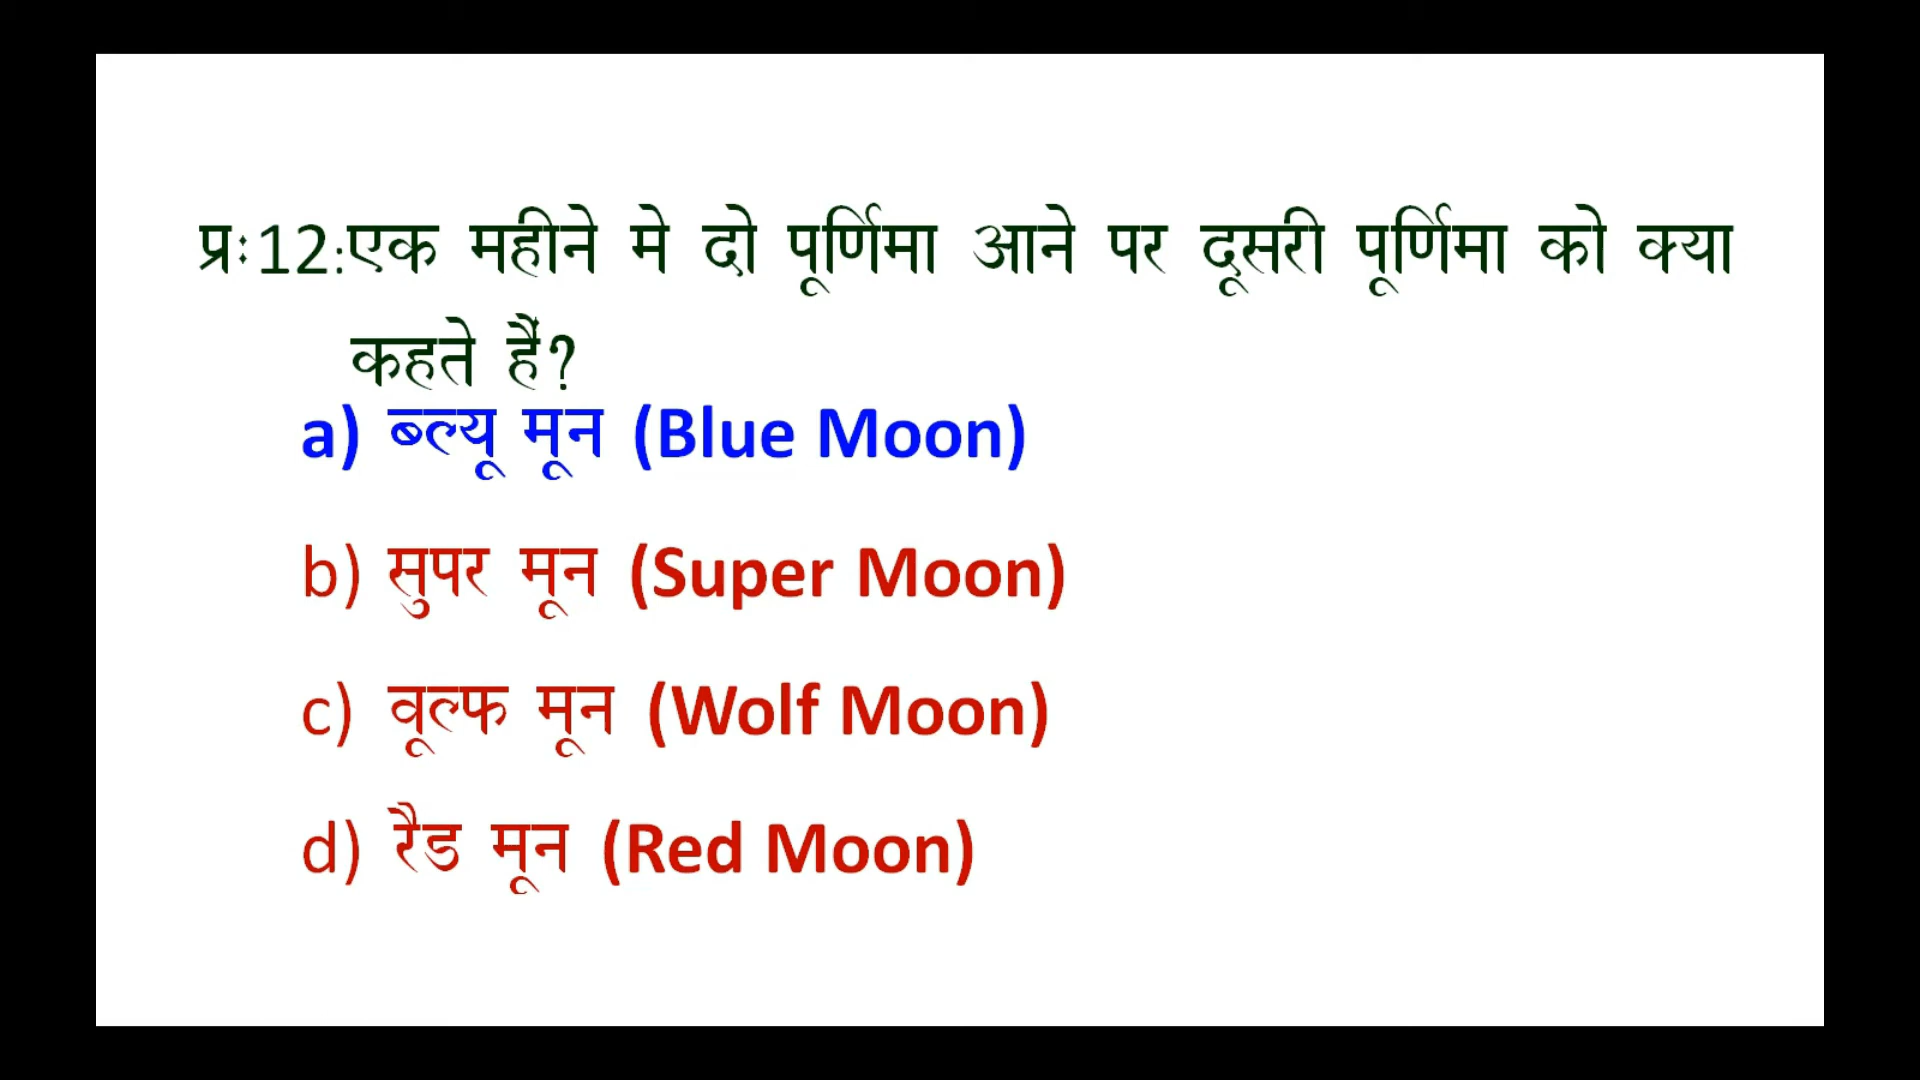 प्रः12:एक महीने मे दो पूर्णिमा आने पर दूसरी पूर्णिमा को क्या
कहते हैं?
a) ब्ल्यू मून (Blue Moon)
b) सुपर मून (Super Moon)
c) वूल्फ मून (Wolf Moon)
d) रैड मून (Red Moon)